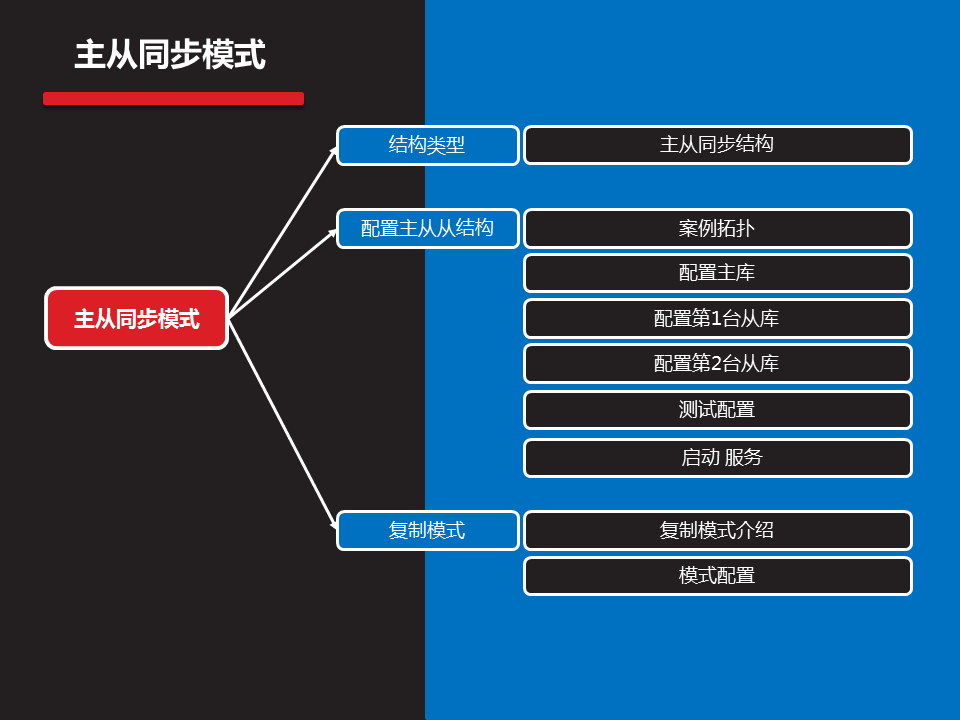 主从同步模式
结构类型
主从同步结构
配置主从从结构
案例拓扑
配置主库
主从同步模式
配置第1台从库
配置第2台从库
测试配置
启动 服务
复制模式
复制模式介绍
模式配置